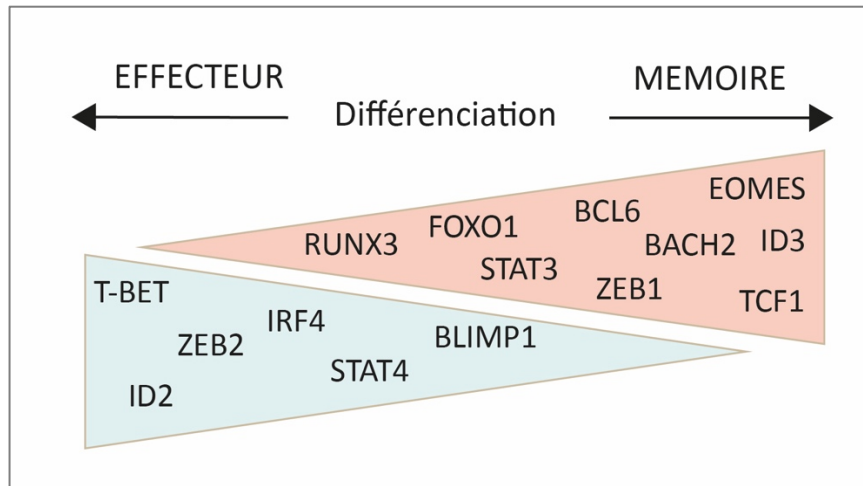 EFFECTEUR
MEMOIRE
Différenciation
EOMES
BCL6
FOXO1
RUNX3
BACH2
ID3
STAT3
ZEB1
TCF1
T-BET
IRF4
BLIMP1
ZEB2
STAT4
ID2